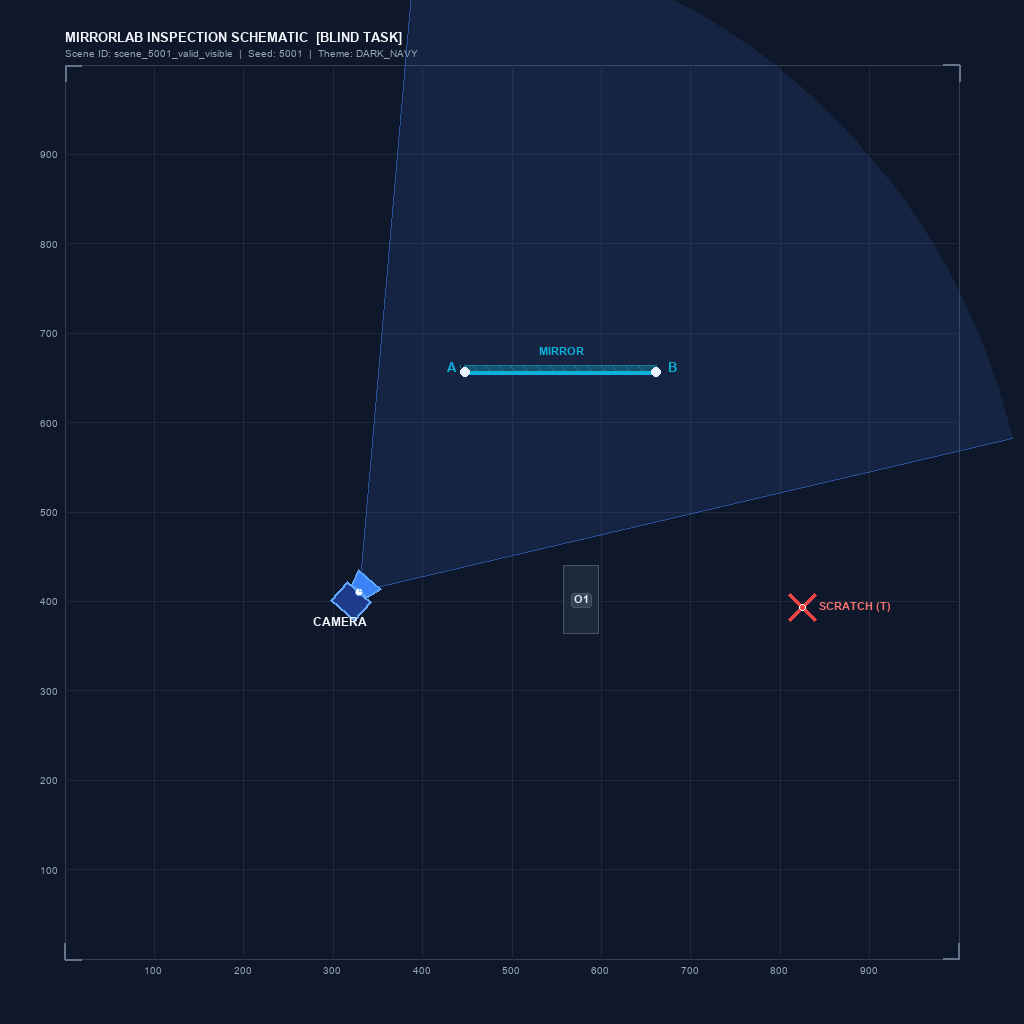 MIRRORLAB INSPECTION SCHEMATIC [BLIND TASK]
Scene ID: scene_5001_valid_visible | Seed: 5001 | Theme: DARK_NAVY
900
800
700
600
500
400
300
200
100
MIRROR
A
B
O1
CAMERA
SCRATCH (T)
100
200
300
400
500
600
700
800
900